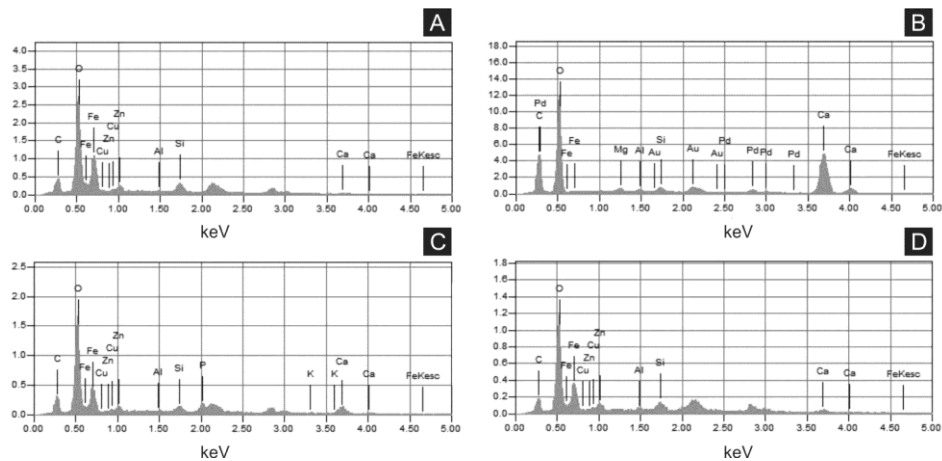 A
4.0
3.5
3.0
2.5
2.0
1.5
1.0
0.5
0.0
C
O
Fe
Fe
Cu
Zn
Cu
Zn
Al
Si
Ca
Ca
FeKesc
0.00 0.50 1.00 1.50 2.00 2.50 3.00 3.50 4.00 4.50 5.00
keV
B
18.0
16.0
14.0
12.0
10.0
8.0
6.0
4.0
2.0
0.0
Pd
C
O
Fe
Fe
Mg
Al
Au
Si
Au
Au
Pd
Pd
Pd
Pd
Ca
Ca
FeKesc
0.00 0.50 1.00 1.50 2.00 2.50 3.00 3.50 4.00 4.50 5.00
keV
C
2.5
2.0
1.5
1.0
0.5
0.0
C
O
Fe
Fe
Cu
Zn
Cu
Zn
Al
Si
P
K
K
Ca
Ca
FeKesc
0.00 0.50 1.00 1.50 2.00 2.50 3.00 3.50 4.00 4.50 5.00
keV
D
1.8
1.6
1.4
1.2
1.0
0.8
0.6
0.4
0.2
0.0
C
O
Fe
Fe
Cu
Zn
Cu
Zn
Al
Si
Ca
Ca
FeKesc
0.00 0.50 1.00 1.50 2.00 2.50 3.00 3.50 4.00 4.50 5.00
keV